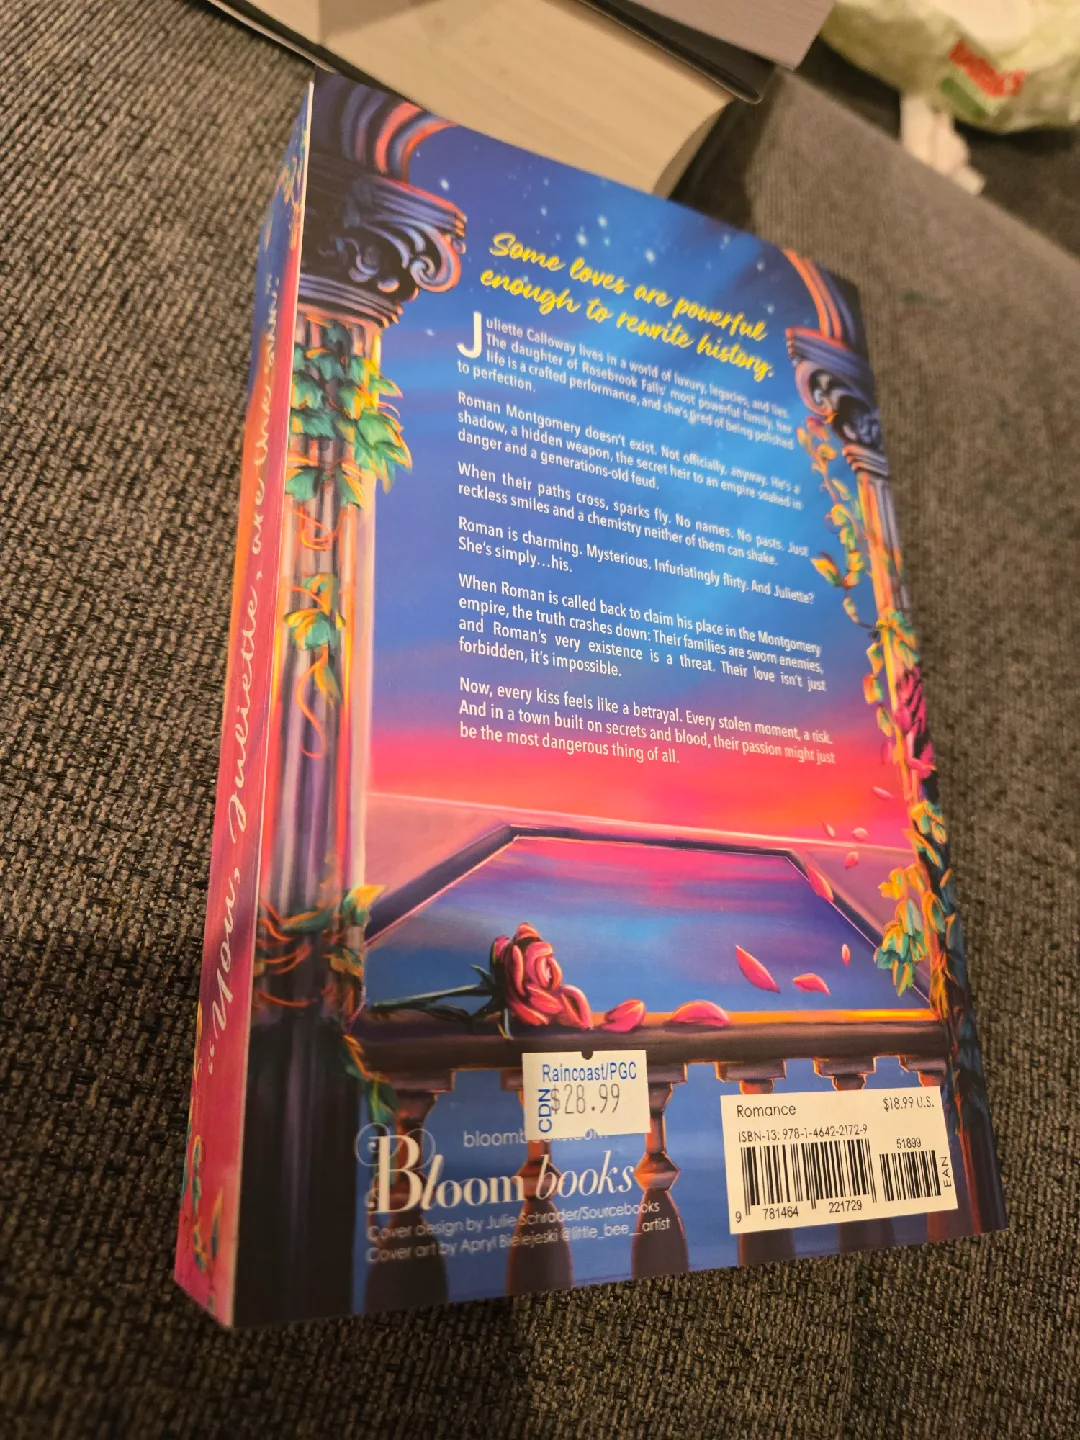 Some loves are powerful
enough to rewrite history.
Juliette Calloway lives in a world of luxury, legacies, and lies.
The daughter of Rosebrook Falls' most powerful family, her
life is a crafted performance, and she's tired of being polished
to perfection.
Roman Montgomery doesn't exist. Not officially, anyway. He's a
shadow, a hidden weapon, the secret heir to an empire soaked in
danger and a generations-old feud.
When their paths cross, sparks fly. No names. No pasts. Just
reckless smiles and a chemistry neither of them can shake.
Roman is charming. Mysterious. Infuriatingly flirty. And Juliette?
She's simply…his.
When Roman is called back to claim his place in the Montgomery
empire, the truth crashes down: Their families are sworn enemies,
and Roman's very existence is a threat. Their love isn't just
forbidden, it's impossible.
Now, every kiss feels like a betrayal. Every stolen moment, a risk.
And in a town built on secrets and blood, their passion might just
be the most dangerous thing of all.
"You, Juliette, are the
Raincoast/PGC
CDN
$28.99
Bloom books
Cover design by Julie Schrader/Sourcebooks
Cover art by Apryl Bielejeski @little_bee__artist
Romance
$18.99 U.S.
ISBN-13: 978-1-4642-2172-9
51899
EAN
9 781464 221729